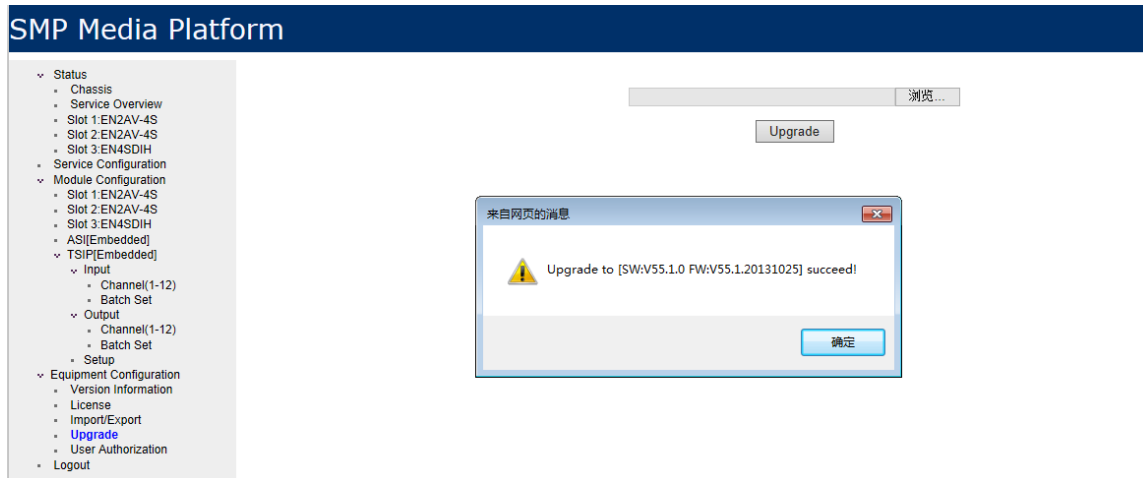 SMP Media Platform
Status
Chassis
Service Overview
Slot 1:EN2AV-4S
Slot 2:EN2AV-4S
Slot 3:EN4SDIH
Service Configuration
Module Configuration
Slot 1:EN2AV-4S
Slot 2:EN2AV-4S
Slot 3:EN4SDIH
ASI[Embedded]
TSIP[Embedded]
Input
Channel(1-12)
Batch Set
Output
Channel(1-12)
Batch Set
Setup
Equipment Configuration
Version Information
License
Import/Export
Upgrade
User Authorization
Logout
浏览...
Upgrade
来自网页的消息
Upgrade to [SW:V55.1.0 FW:V55.1.20131025] succeed!
确定